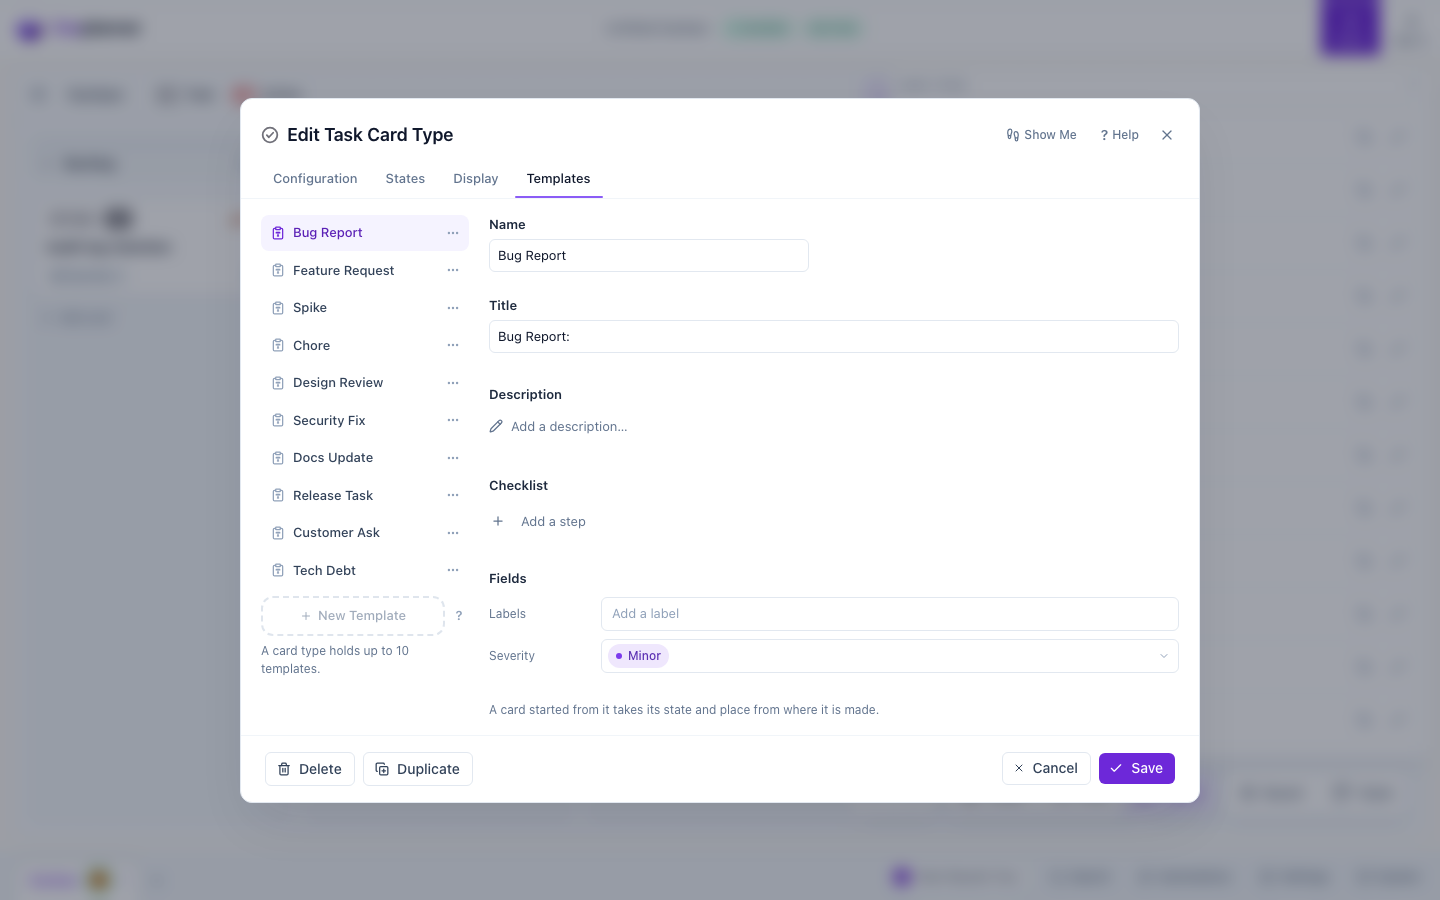 Edit Task Card Type
Show Me
? Help
Configuration
States
Display
Templates
Bug Report
Feature Request
Spike
Chore
Design Review
Security Fix
Docs Update
Release Task
Customer Ask
Tech Debt
+ New Template
?
A card type holds up to 10
templates.
Name
Bug Report
Title
Bug Report:
Description
Add a description...
Checklist
+ Add a step
Fields
Labels
Add a label
Severity
Minor
A card started from it takes its state and place from where it is made.
Delete
Duplicate
Cancel
Save